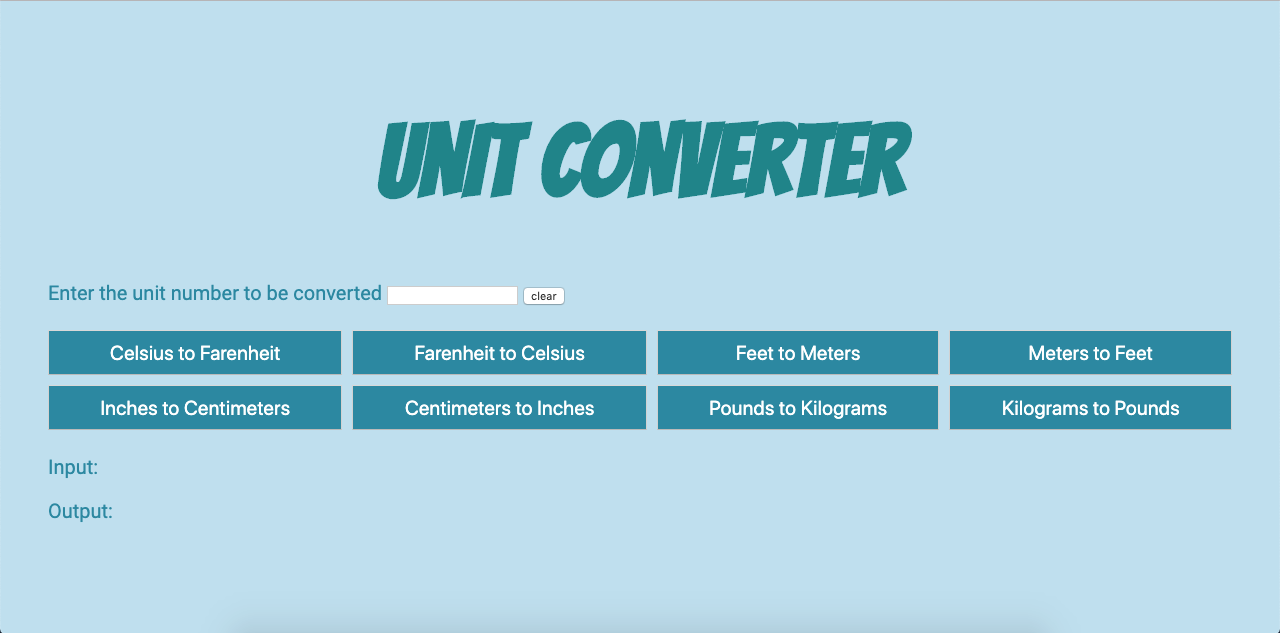 UNIT CONVERTER
Enter the unit number to be converted clear
Celsius to Farenheit Farenheit to Celsius Feet to Meters Meters to Feet
Inches to Centimeters Centimeters to Inches Pounds to Kilograms Kilograms to Pounds
Input:
Output: